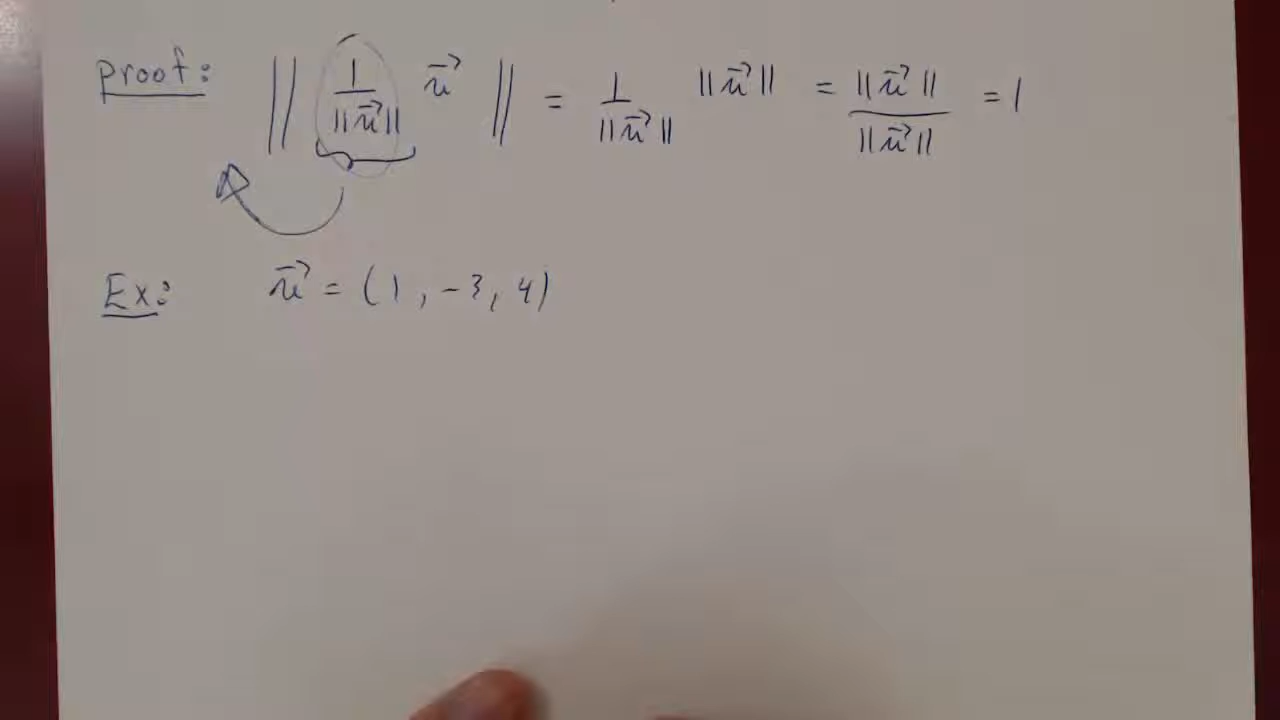 Proof: || 1/||u⃗|| u⃗ || = 1/||u⃗|| ||u⃗|| = ||u⃗||/||u⃗|| = 1
Ex: u⃗ = (1, -3, 4)